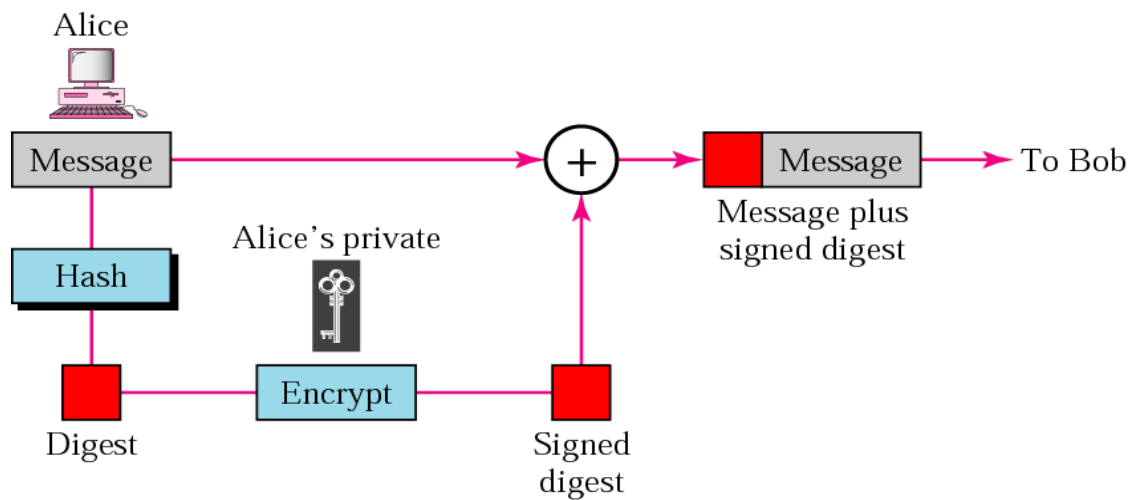 Alice
Message
+
Message
To Bob
Message plus
signed digest
Alice’s private
Hash
Encrypt
Digest
Signed
digest